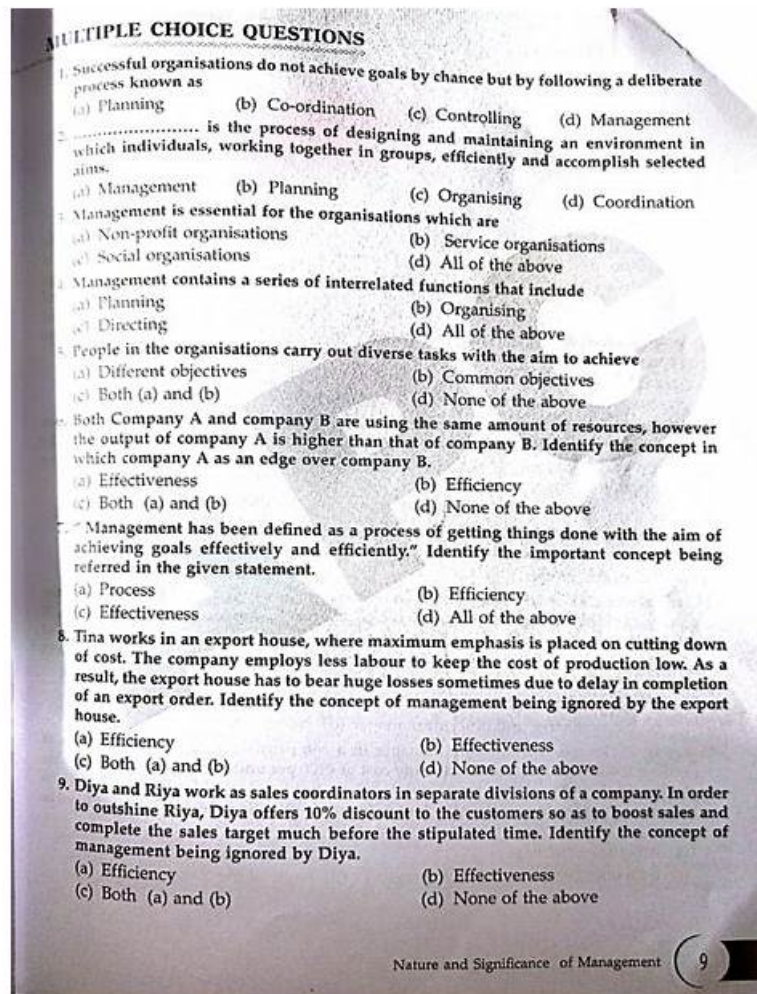 MULTIPLE CHOICE QUESTIONS
1. Successful organisations do not achieve goals by chance but by following a deliberate
process known as
(a) Planning (b) Co-ordination (c) Controlling (d) Management
2. ........................ is the process of designing and maintaining an environment in
which individuals, working together in groups, efficiently and accomplish selected
aims.
(a) Management (b) Planning (c) Organising (d) Coordination
3. Management is essential for the organisations which are
(a) Non-profit organisations (b) Service organisations
(c) Social organisations (d) All of the above
4. Management contains a series of interrelated functions that include
(a) Planning (b) Organising
(c) Directing (d) All of the above
5. People in the organisations carry out diverse tasks with the aim to achieve
(a) Different objectives (b) Common objectives
(c) Both (a) and (b) (d) None of the above
6. Both Company A and company B are using the same amount of resources, however
the output of company A is higher than that of company B. Identify the concept in
which company A as an edge over company B.
(a) Effectiveness (b) Efficiency
(c) Both (a) and (b) (d) None of the above
7. "Management has been defined as a process of getting things done with the aim of
achieving goals effectively and efficiently." Identify the important concept being
referred in the given statement.
(a) Process (b) Efficiency
(c) Effectiveness (d) All of the above
8. Tina works in an export house, where maximum emphasis is placed on cutting down
of cost. The company employs less labour to keep the cost of production low. As a
result, the export house has to bear huge losses sometimes due to delay in completion
of an export order. Identify the concept of management being ignored by the export
house.
(a) Efficiency (b) Effectiveness
(c) Both (a) and (b) (d) None of the above
9. Diya and Riya work as sales coordinators in separate divisions of a company. In order
to outshine Riya, Diya offers 10% discount to the customers so as to boost sales and
complete the sales target much before the stipulated time. Identify the concept of
management being ignored by Diya.
(a) Efficiency (b) Effectiveness
(c) Both (a) and (b) (d) None of the above
Nature and Significance of Management 9